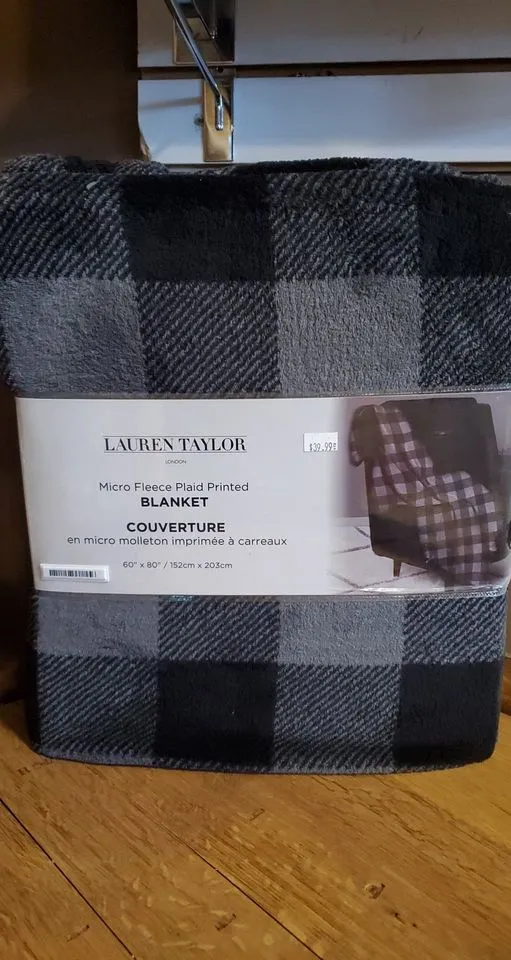 LAUREN TAYLOR
LONDON
$39.99
Micro Fleece Plaid Printed
BLANKET
COUVERTURE
en micro molleton imprimée à carreaux
60" x 80" / 152cm x 203cm